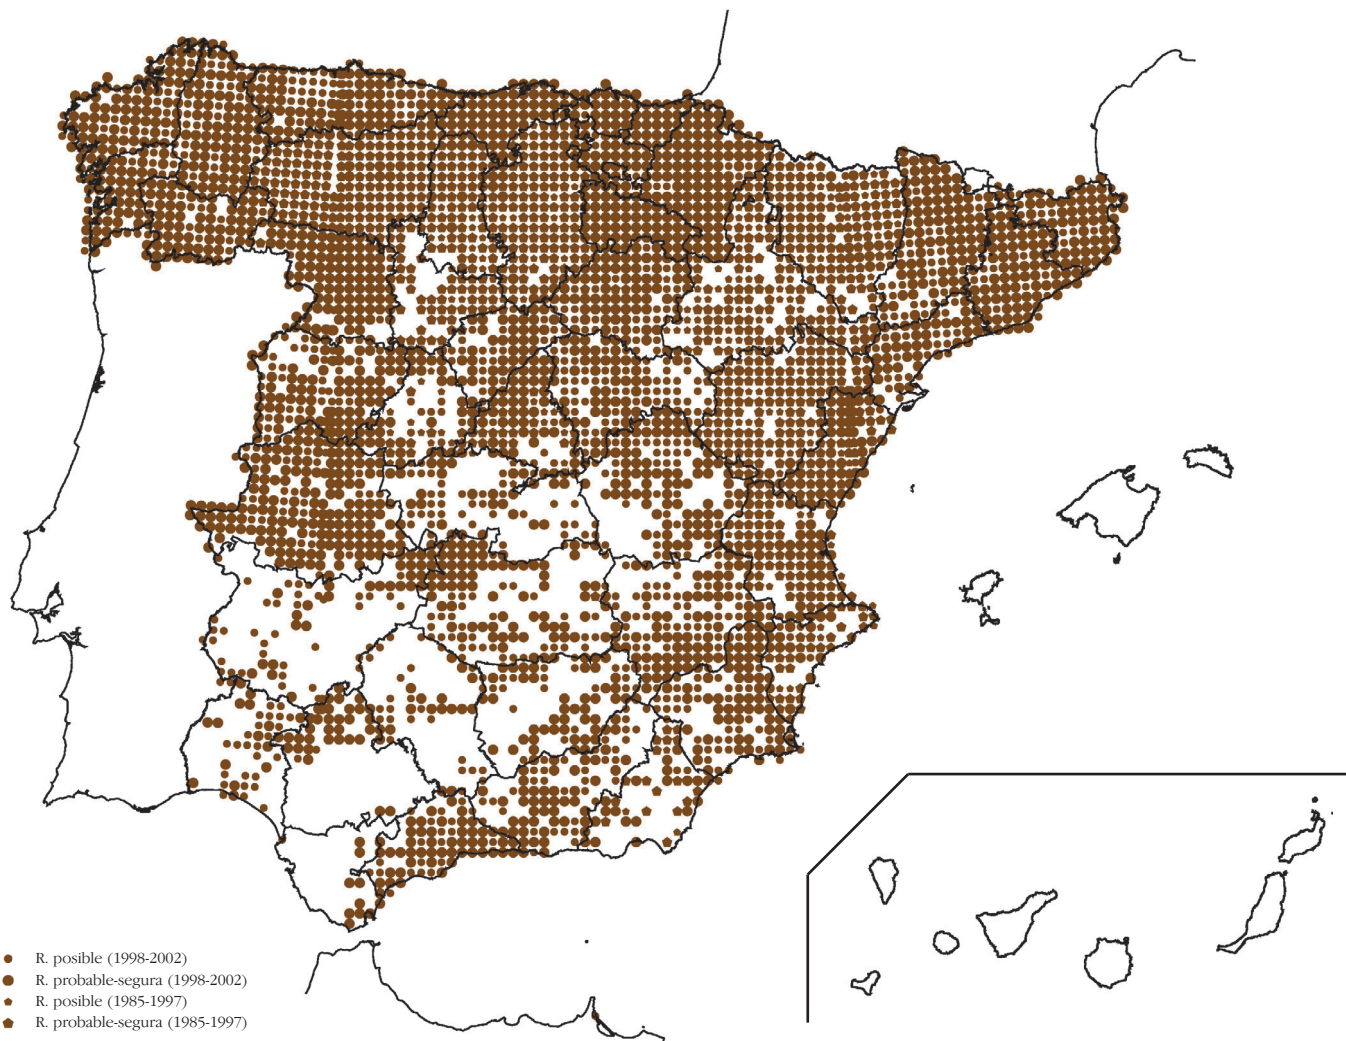 R. posible (1998-2002)
R. probable-segura (1998-2002)
R. posible (1985-1997)
R. probable-segura (1985-1997)